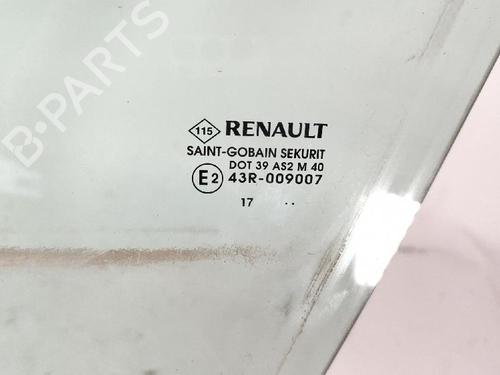 B-PARTS
115 RENAULT
SAINT-GOBAIN SEKURIT
DOT 39 AS2 M 40
E2 43R-009007
17 ..